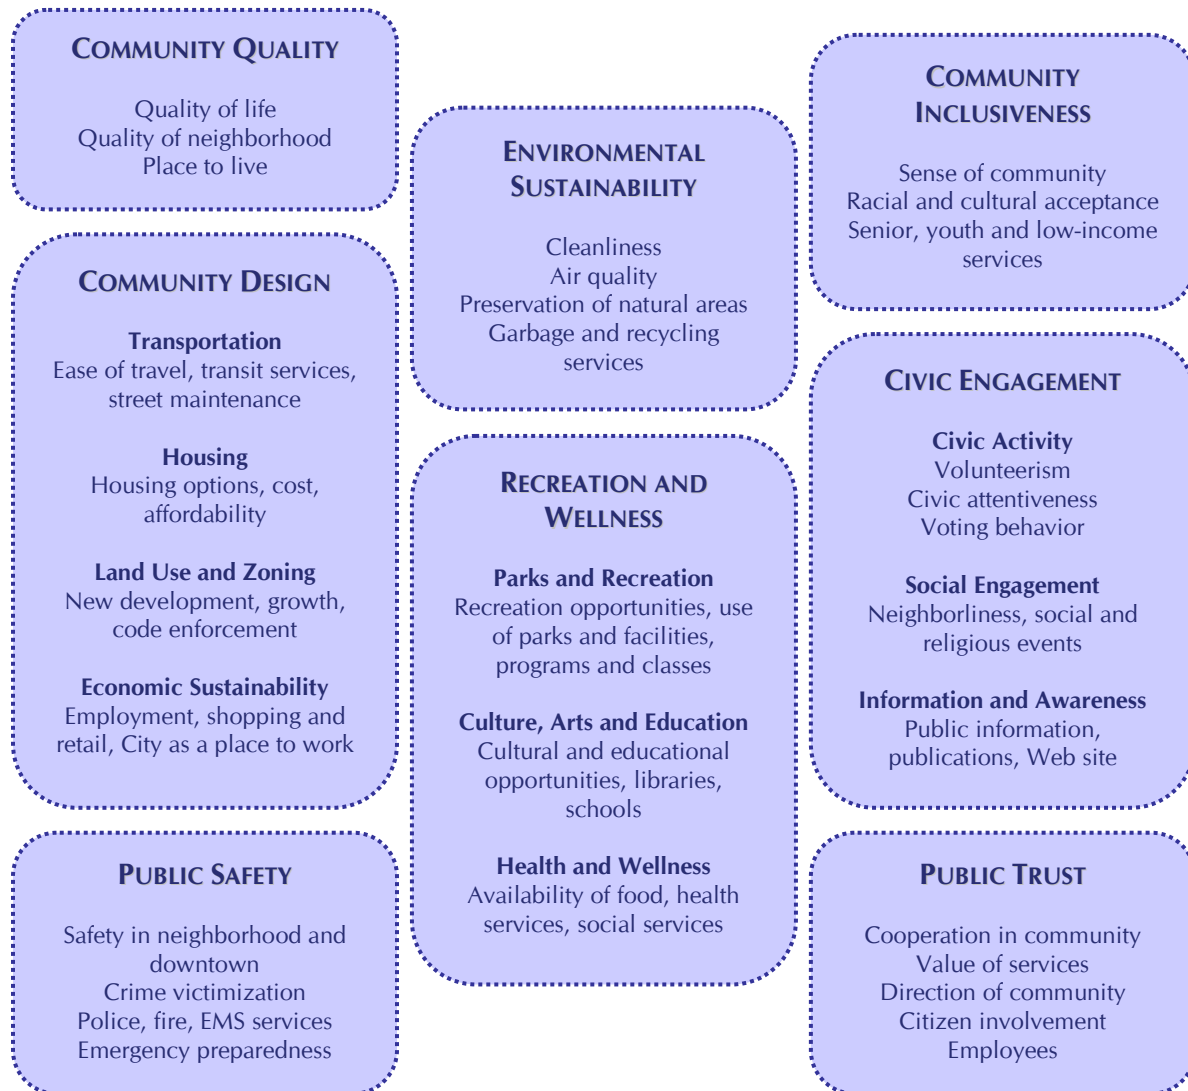 COMMUNITY QUALITY
Quality of life
Quality of neighborhood
Place to live
COMMUNITY DESIGN
Transportation
Ease of travel, transit services,
street maintenance
Housing
Housing options, cost,
affordability
Land Use and Zoning
New development, growth,
code enforcement
Economic Sustainability
Employment, shopping and
retail, City as a place to work
PUBLIC SAFETY
Safety in neighborhood and
downtown
Crime victimization
Police, fire, EMS services
Emergency preparedness
ENVIRONMENTAL
SUSTAINABILITY
Cleanliness
Air quality
Preservation of natural areas
Garbage and recycling
services
RECREATION AND
WELLNESS
Parks and Recreation
Recreation opportunities, use
of parks and facilities,
programs and classes
Culture, Arts and Education
Cultural and educational
opportunities, libraries,
schools
Health and Wellness
Availability of food, health
services, social services
COMMUNITY
INCLUSIVENESS
Sense of community
Racial and cultural acceptance
Senior, youth and low-income
services
CIVIC ENGAGEMENT
Civic Activity
Volunteerism
Civic attentiveness
Voting behavior
Social Engagement
Neighborliness, social and
religious events
Information and Awareness
Public information,
publications, Web site
PUBLIC TRUST
Cooperation in community
Value of services
Direction of community
Citizen involvement
Employees